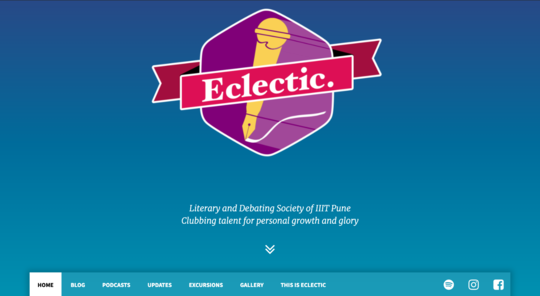 Eclectic.
Literary and Debating Society of IIIT Pune
Clubbing talent for personal growth and glory
HOME BLOG PODCASTS UPDATES EXCURSIONS GALLERY THIS IS ECLECTIC